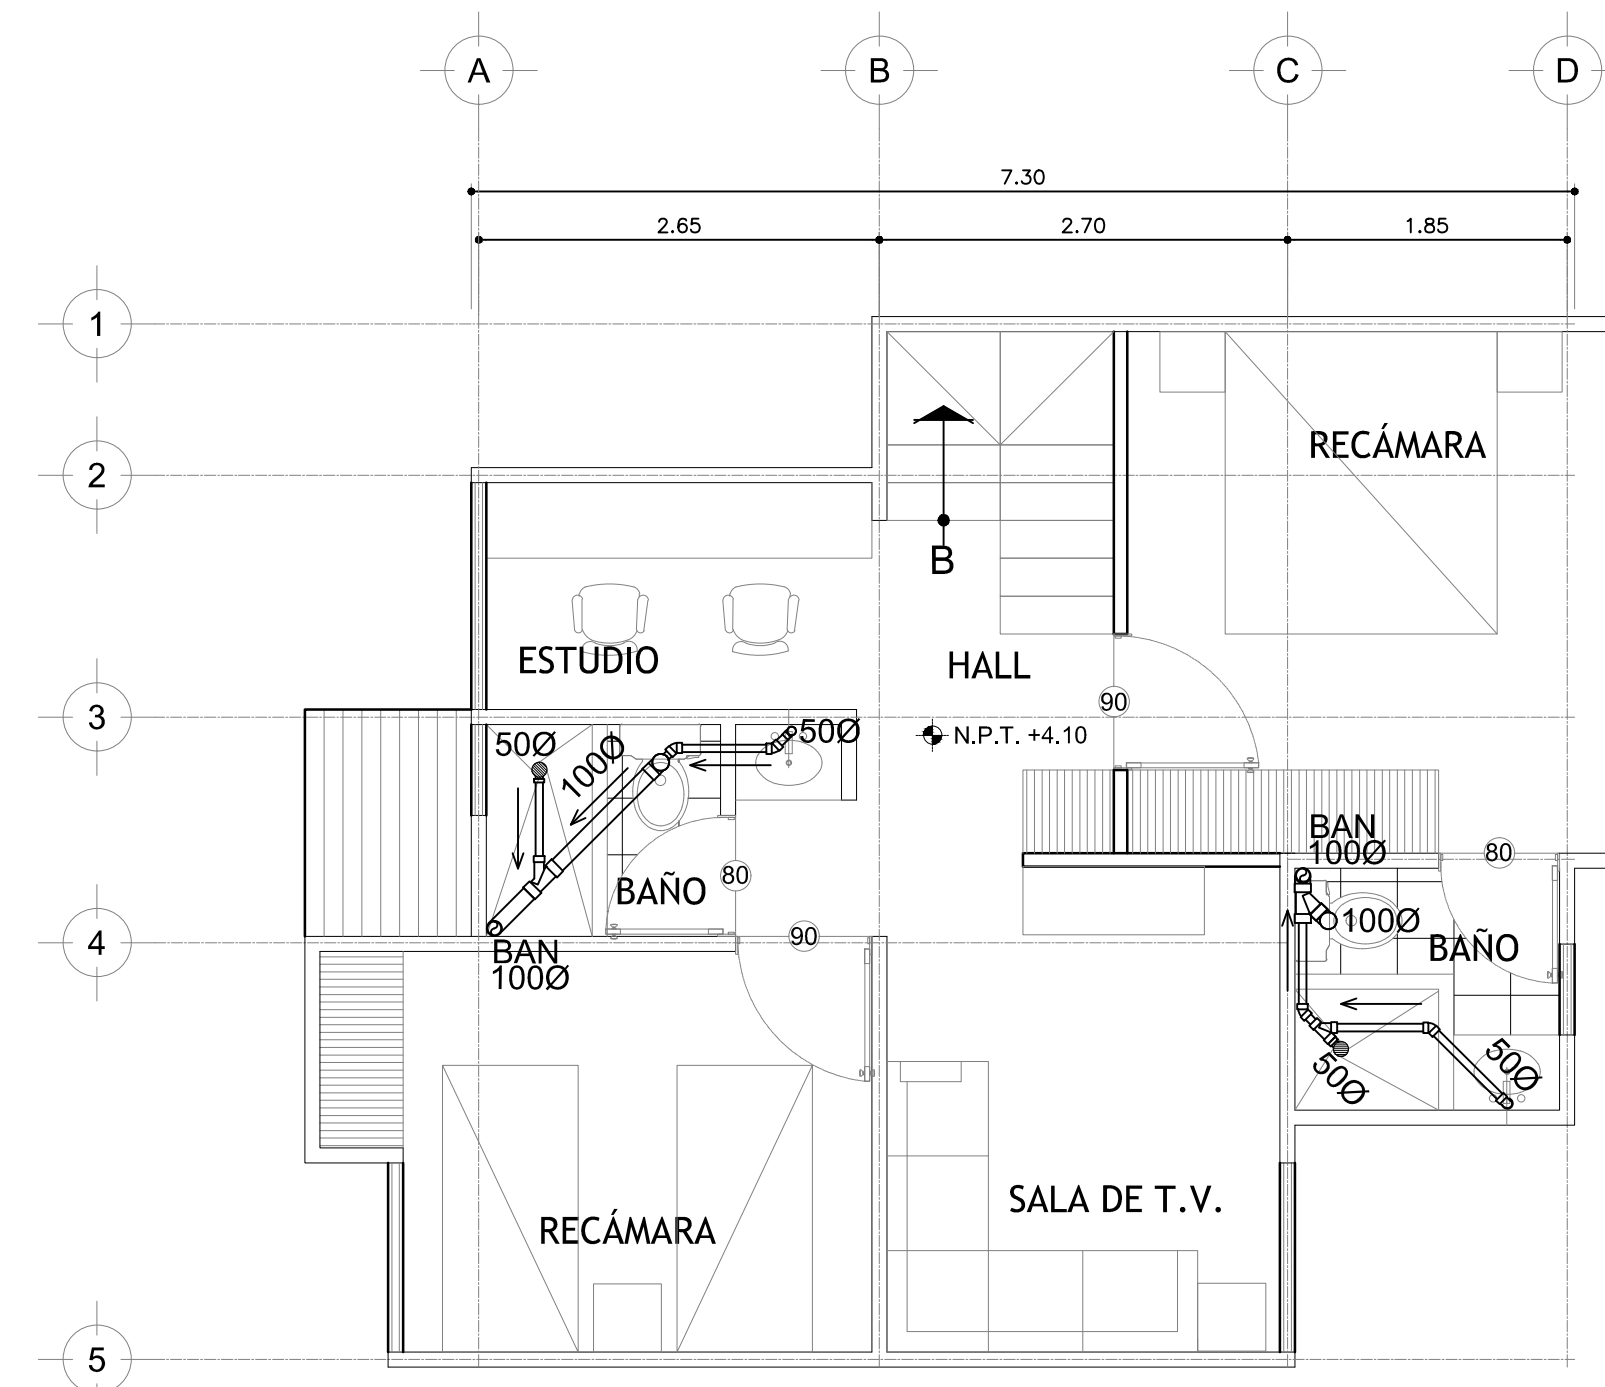 A
B
C
D
7.30
2.65
2.70
1.85
1
2
RECÁMARA
B
ESTUDIO
HALL
90
3
50Ø
100Ø
50Ø
N.P.T. +4.10
BAN
100Ø
80
80
BAÑO
90
100Ø
BAÑO
4
BAN
100Ø
50Ø
50Ø
SALA DE T.V.
RECÁMARA
5